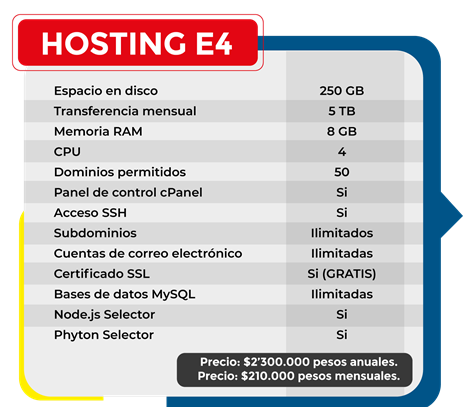 HOSTING E4
Espacio en disco 250 GB
Transferencia mensual 5 TB
Memoria RAM 8 GB
CPU 4
Dominios permitidos 50
Panel de control cPanel Si
Acceso SSH Si
Subdominios Ilimitados
Cuentas de correo electrónico Ilimitadas
Certificado SSL Si (GRATIS)
Bases de datos MySQL Ilimitadas
Node.js Selector Si
Phyton Selector Si
Precio: $2'300.000 pesos anuales.
Precio: $210.000 pesos mensuales.